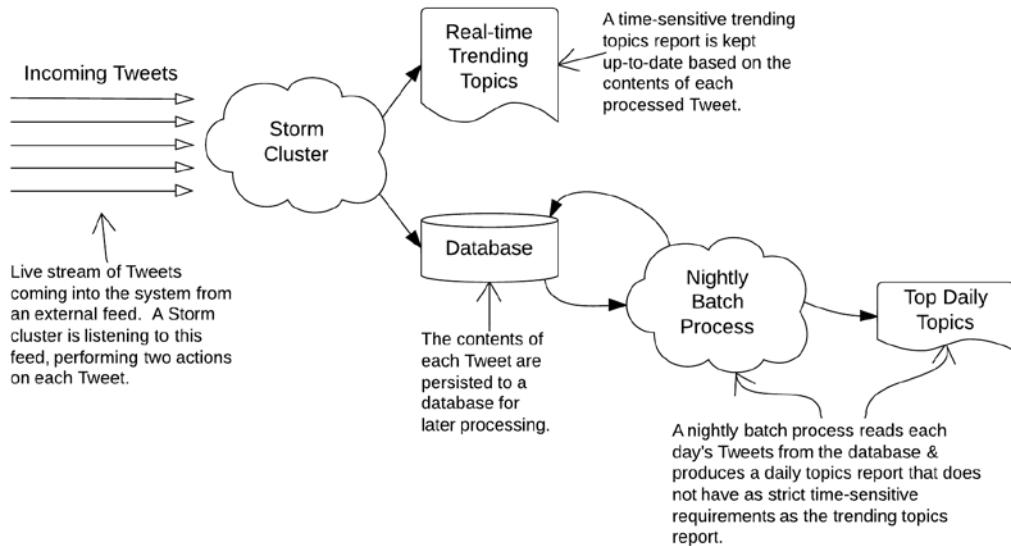 Incoming Tweets
Storm
Cluster
Real-time
Trending
Topics
A time-sensitive trending
topics report is kept
up-to-date based on the
contents of each
processed Tweet.
Live stream of Tweets
coming into the system from
an external feed.  A Storm
cluster is listening to this
feed, performing two actions
on each Tweet.
Database
The contents of
each Tweet are
persisted to a
database for
later processing.
Nightly
Batch
Process
Top Daily
Topics
A nightly batch process reads each
day's Tweets from the database &
produces a daily topics report that does
not have as strict time-sensitive
requirements as the trending topics
report.